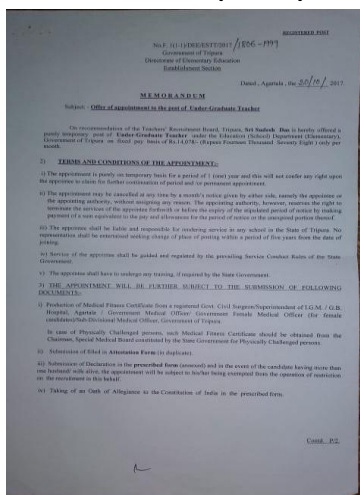 REGISTERED POST
No.F. 1(1-1)/DEE/ESTT/2017/1806-1993
Government of Tripura
Directorate of Elementary Education
Establishment Section
Dated, Agartala, the 20/10/ 2017.
MEMORANDUM
Subject - Offer of appointment to the post of Under-Graduate Teacher
On recommendation of the Teachers' Recruitment Board, Tripura, Sri Sudeb Das is hereby offered a
purely temporary post of Under-Graduate Teacher under the Education (School) Department (Elementary),
Government of Tripura on fixed pay basis of Rs.14,078/- (Rupees Fourteen Thousand Seventy Eight) only per
month.
2) TERMS AND CONDITIONS OF THE APPOINTMENT:-
i) The appointment is purely on temporary basis for a period of 1 (one) year and this will not confer any right upon
the appointee to claim for further continuation of period and /or permanent appointment.
ii) The appointment may be cancelled at any time by a month's notice given by either side, namely the appointee or
the appointing authority, without assigning any reason. The appointing authority, however, reserves the right to
terminate the services of the appointee forthwith or before the expiry of the stipulated period of notice by making
payment of a sum equivalent to the pay and allowances for the period of notice or the unexpired portion thereof.
iii) The appointee shall be liable and responsible for rendering service in any school in the State of Tripura. No
representation shall be entertained seeking change of place of posting within a period of five years from the date of
joining.
iv) Service of the appointee shall be guided and regulated by the prevailing Service Conduct Rules of the State
Government.
v) The appointee shall have to undergo any training, if required by the State Government.
3) THE APPOINTMENT WILL BE FURTHER SUBJECT TO THE SUBMISSION OF FOLLOWING
DOCUMENTS:-
i) Production of Medical Fitness Certificate from a registered Govt. Civil Surgeon/Superintendent of I.G.M. / G.B.
Hospital, Agartala / Government Medical Officer/ Government Female Medical Officer (for female
candidates)/Sub-Divisional Medical Officer, Government of Tripura.
In case of Physically Challenged persons, such Medical Fitness Certificate should be obtained from the
Chairman, Special Medical Board constituted by the State Government for Physically Challenged persons.
ii) Submission of filled in Attestation Form (in duplicate).
iii) Submission of Declaration in the prescribed form (annexed) and in the event of the candidate having more than
one husband/ wife alive, the appointment will be subject to his/her being exempted from the operation of restriction
on the recruitment in this behalf.
iv) Taking of an Oath of Allegiance to the Constitution of India in the prescribed form.
Contd. P/2.